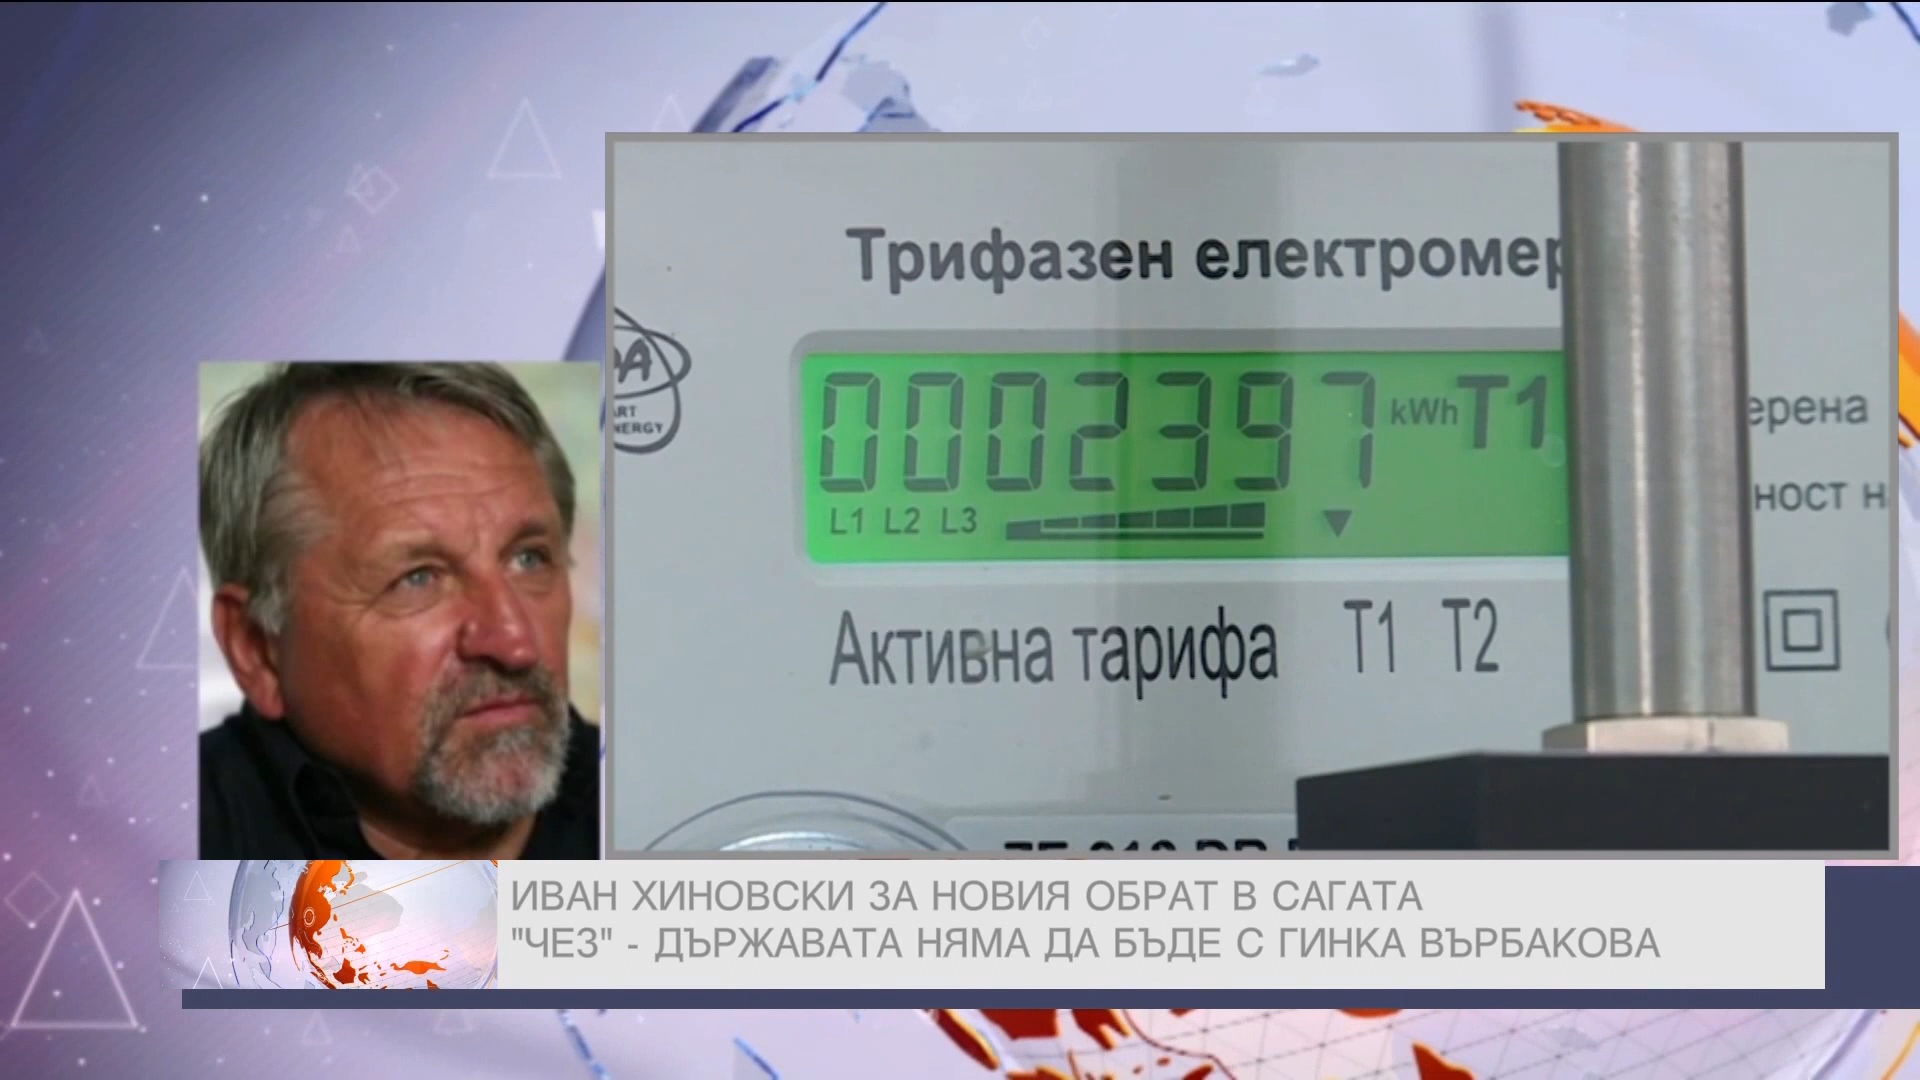 Трифазен електромер
0002397 kWh T1
L1 L2 L3
Активна тарифа T1 T2
ИВАН ХИНОВСКИ ЗА НОВИЯ ОБРАТ В САГАТА
"ЧЕЗ" - ДЪРЖАВАТА НЯМА ДА БЪДЕ С ГИНКА ВЪРБАКОВА